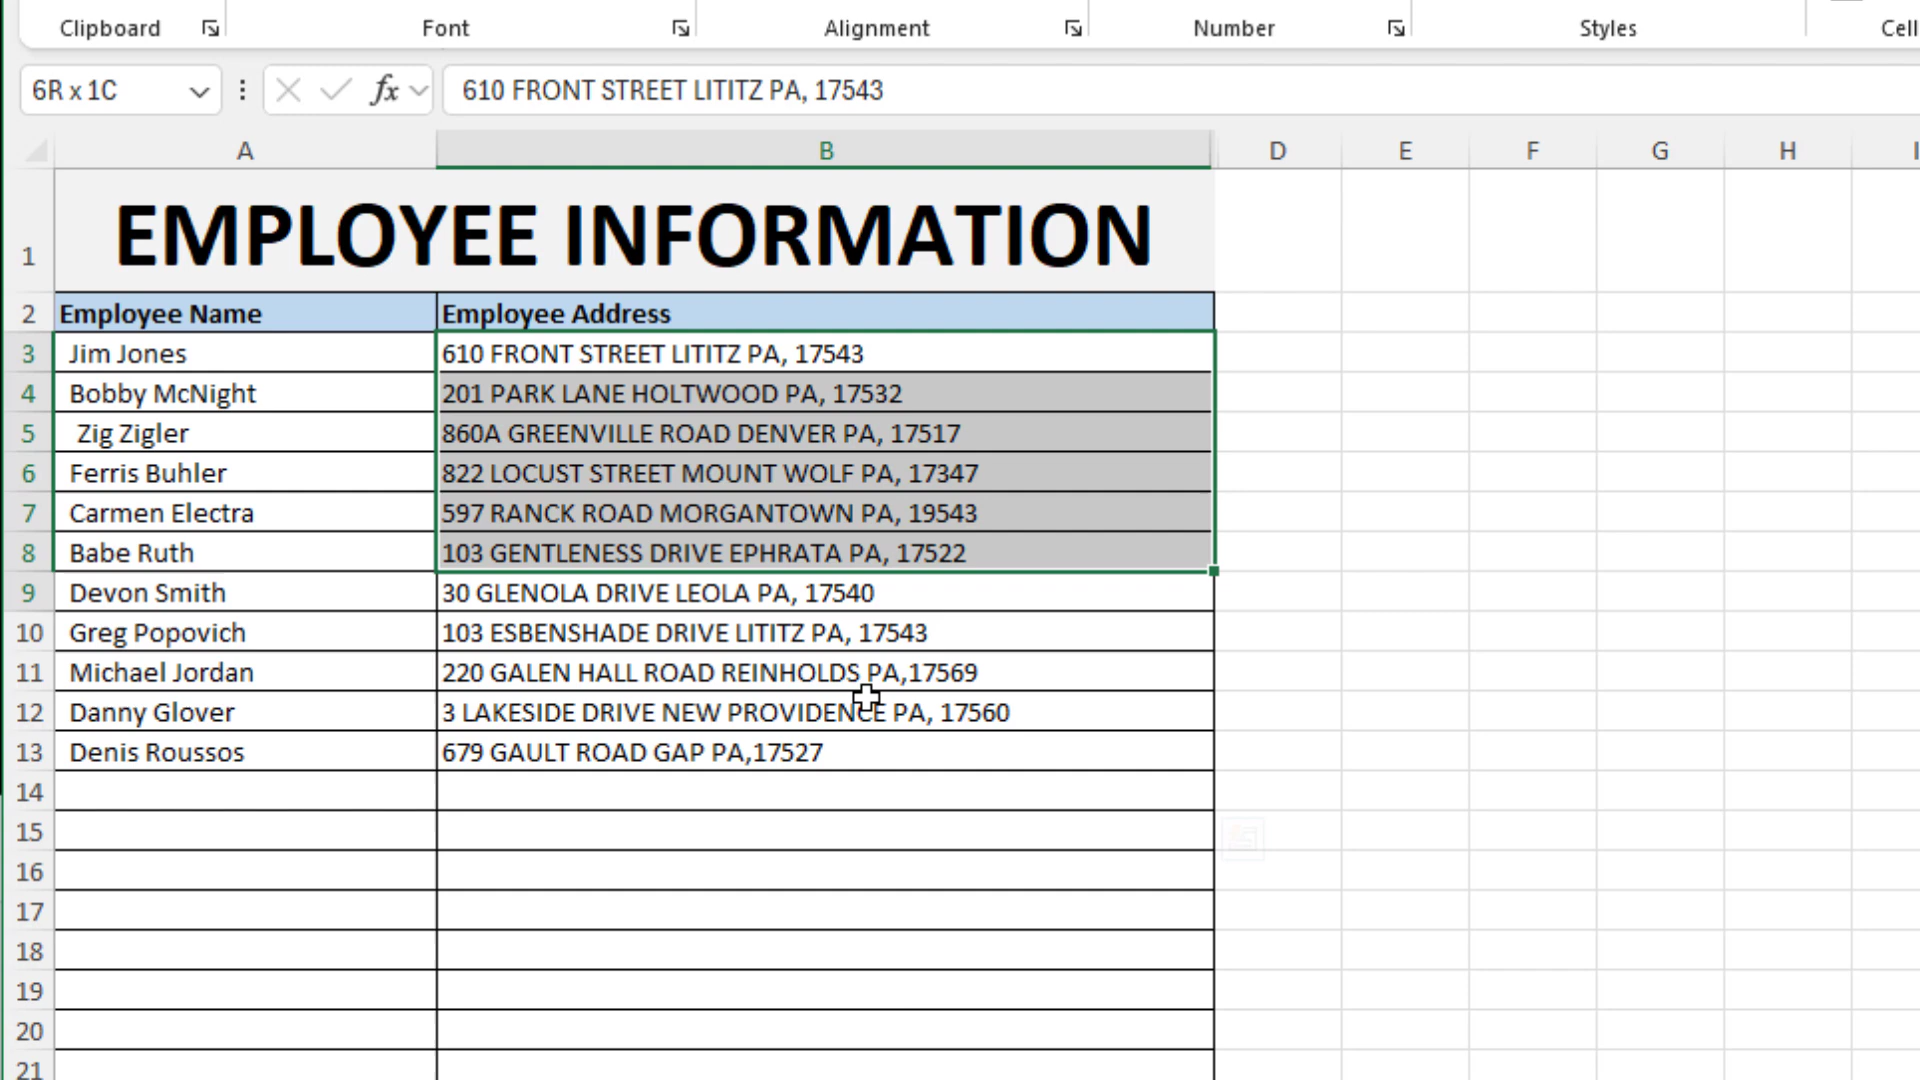 Clipboard Font Alignment Number Styles Cell
6R x 1C fx 610 FRONT STREET LITITZ PA, 17543
A B D E F G H I
1 EMPLOYEE INFORMATION
2 Employee Name Employee Address
3 Jim Jones 610 FRONT STREET LITITZ PA, 17543
4 Bobby McNight 201 PARK LANE HOLTWOOD PA, 17532
5 Zig Zigler 860A GREENVILLE ROAD DENVER PA, 17517
6 Ferris Buhler 822 LOCUST STREET MOUNT WOLF PA, 17347
7 Carmen Electra 597 RANCK ROAD MORGANTOWN PA, 19543
8 Babe Ruth 103 GENTLENESS DRIVE EPHRATA PA, 17522
9 Devon Smith 30 GLENOLA DRIVE LEOLA PA, 17540
10 Greg Popovich 103 ESBENSHADE DRIVE LITITZ PA, 17543
11 Michael Jordan 220 GALEN HALL ROAD REINHOLDS PA,17569
12 Danny Glover 3 LAKESIDE DRIVE NEW PROVIDENCE PA, 17560
13 Denis Roussos 679 GAULT ROAD GAP PA,17527
14
15
16
17
18
19
20
21